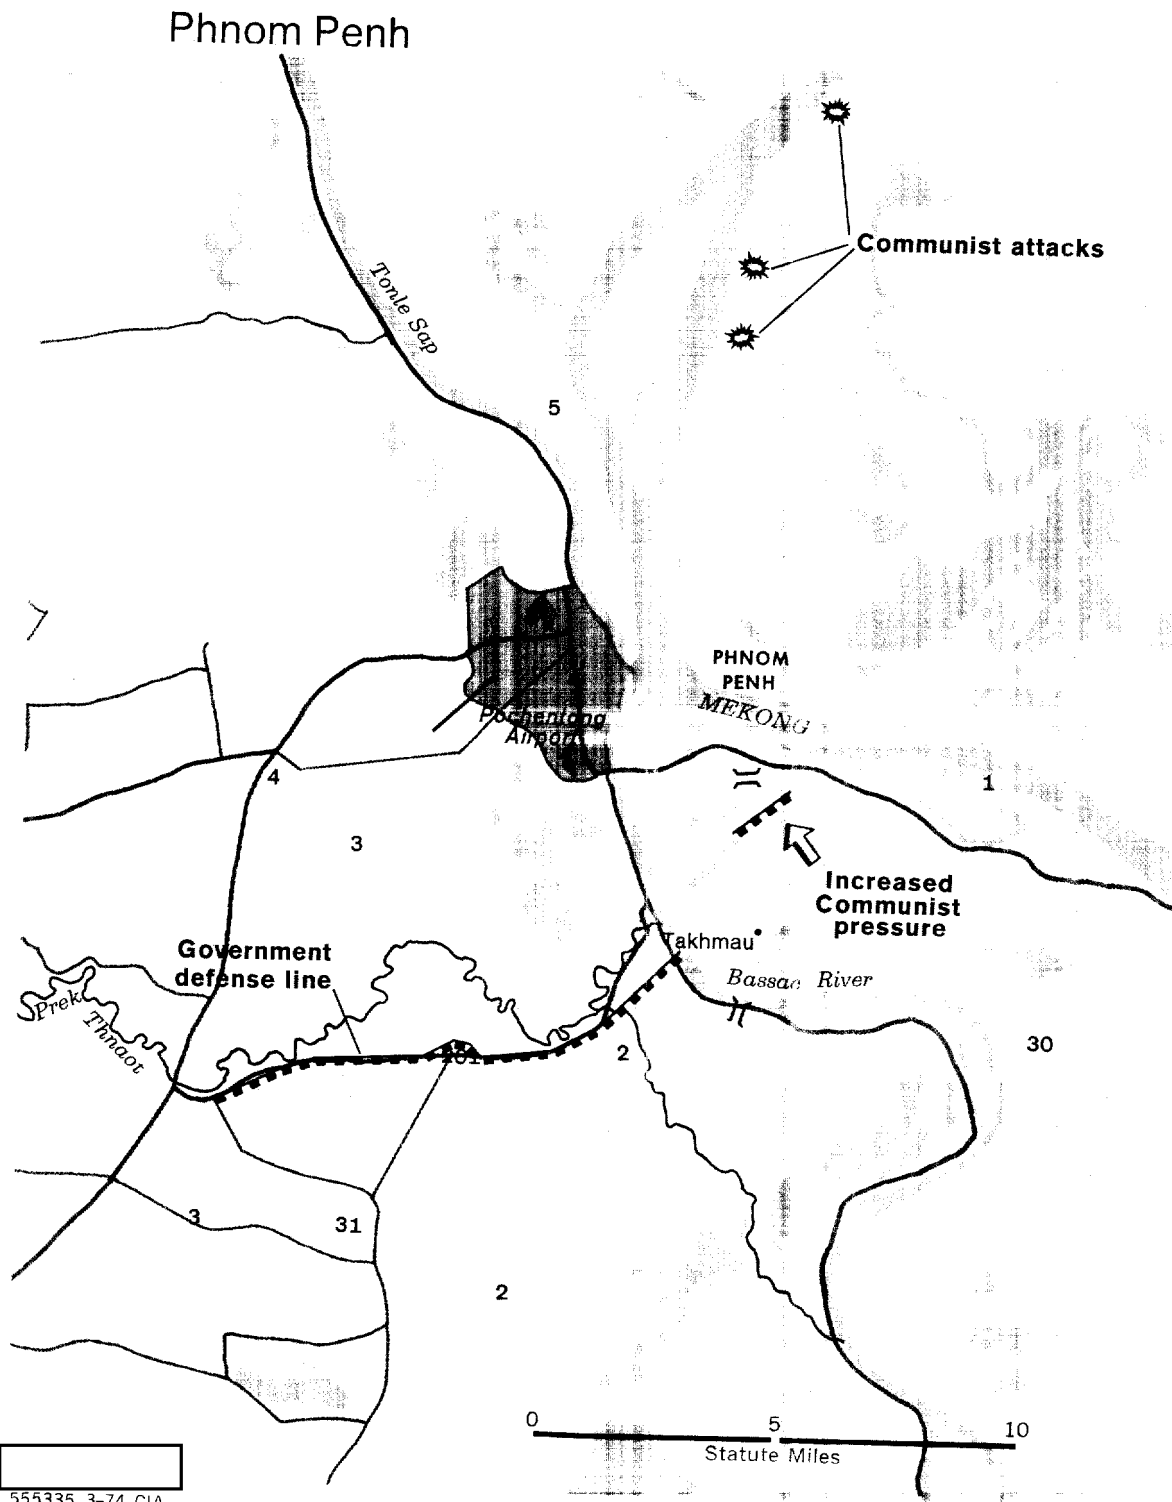 Phnom Penh
Communist attacks
Tonle Sap
5
PHNOM
PENH
MEKONG
Pochentong
Airport
4
1
3
Increased
Communist
pressure
Government
defense line
Takhmau
Bassac River
Prek
Thnaot
2
30
3
31
2
0 5 10
Statute Miles
555335 3-74 CIA